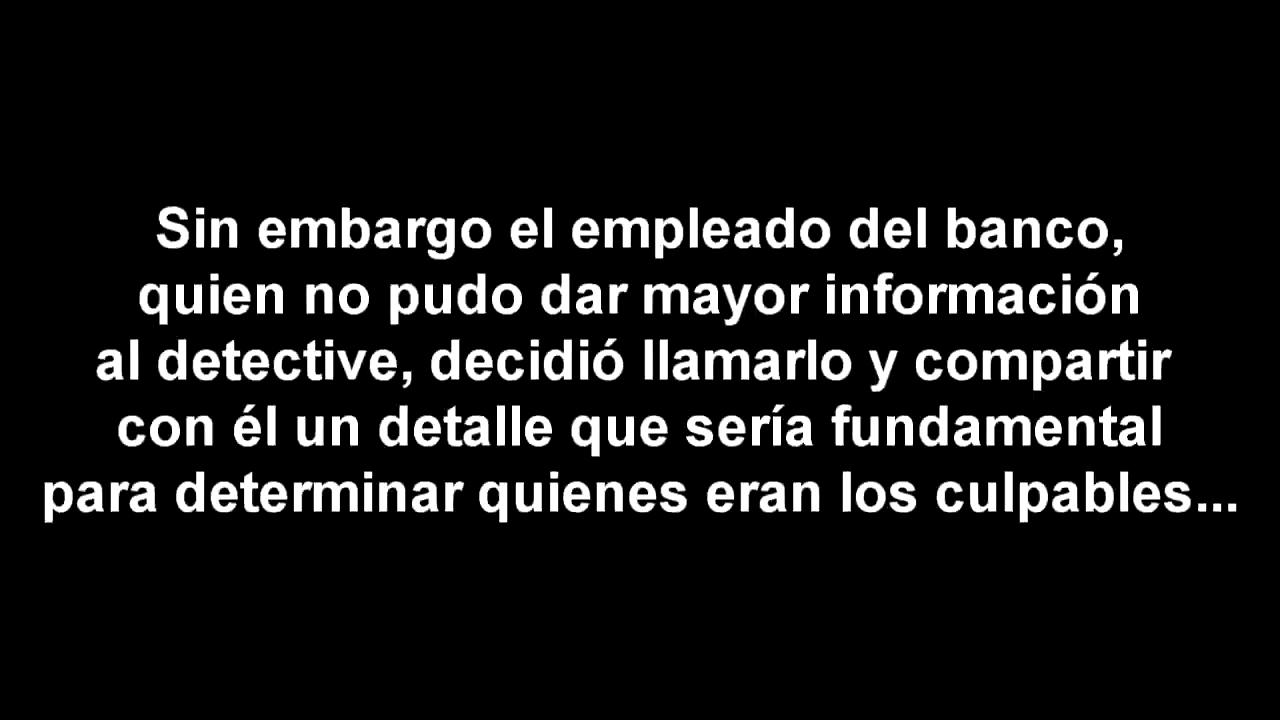 Sin embargo el empleado del banco,
quien no pudo dar mayor información
al detective, decidió llamarlo y compartir
con él un detalle que sería fundamental
para determinar quienes eran los culpables...